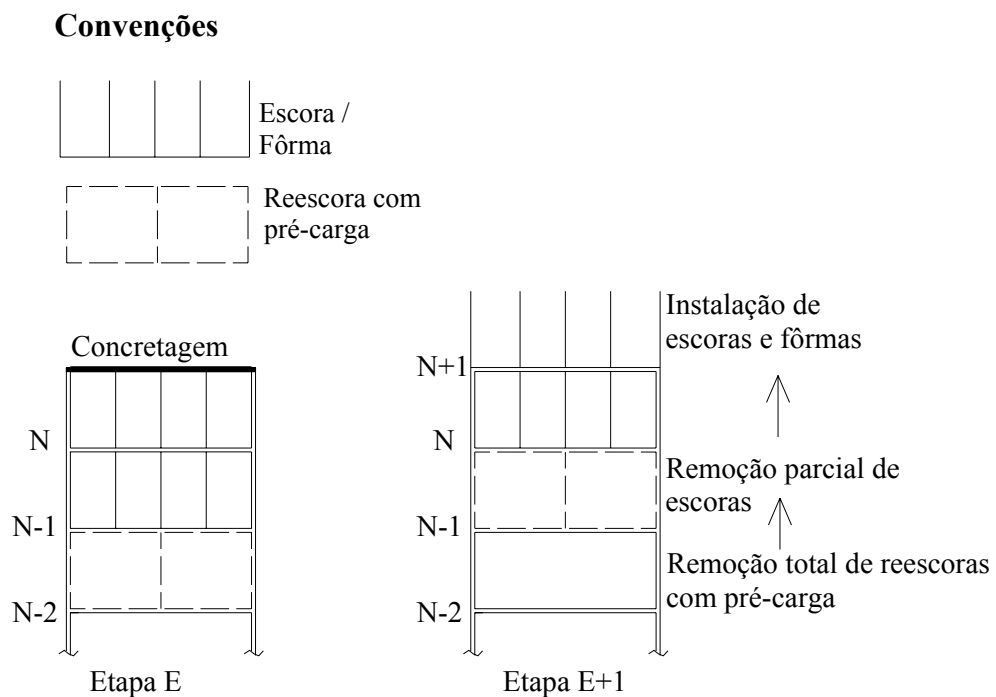 Convenções
Escora /
Fôrma
Reescora com
pré-carga
Concretagem
N
N-1
N-2
Etapa E
N+1
N
N-1
N-2
Instalação de
escoras e fôrmas
Remoção parcial de
escoras
Remoção total de reescoras
com pré-carga
Etapa E+1